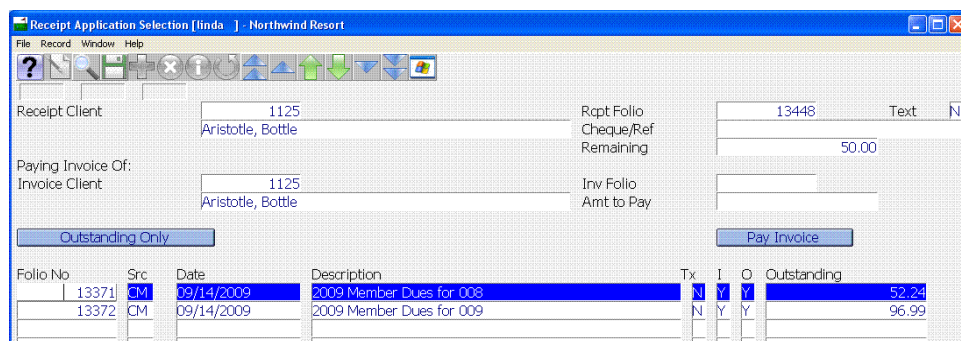 Receipt Application Selection [linda ] - Northwind Resort
File Record Window Help
Receipt Client 1125 Rcpt Folio 13448 Text N
Aristotle, Bottle Cheque/Ref
Remaining 50.00
Paying Invoice Of:
Invoice Client 1125 Inv Folio
Aristotle, Bottle Amt to Pay
Outstanding Only Pay Invoice
Folio No Src Date Description Tx I O Outstanding
13371 CM 09/14/2009 2009 Member Dues for 008 N Y Y 52.24
13372 CM 09/14/2009 2009 Member Dues for 009 N Y Y 96.99